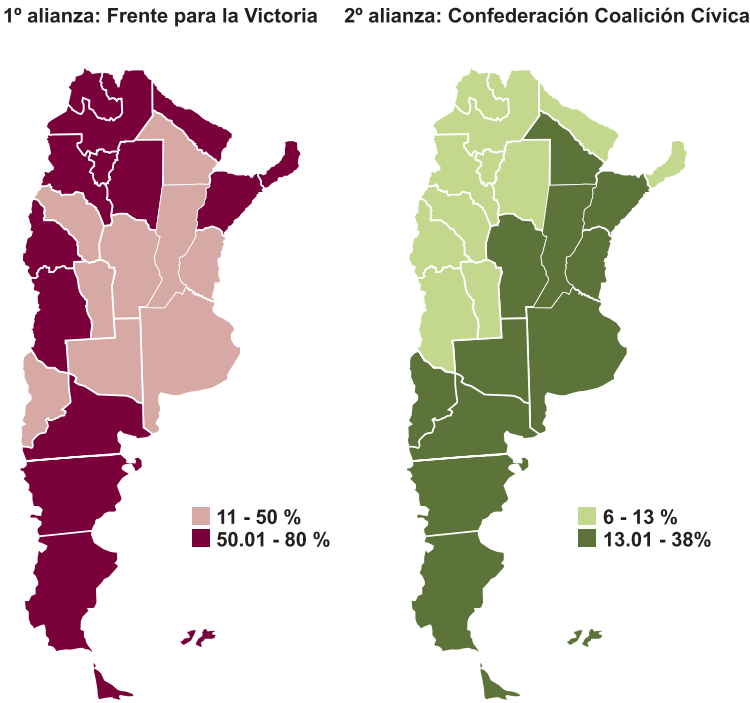 1º alianza: Frente para la Victoria
2º alianza: Confederación Coalición Cívica
11 - 50 %
50.01 - 80 %
6 - 13 %
13.01 - 38%